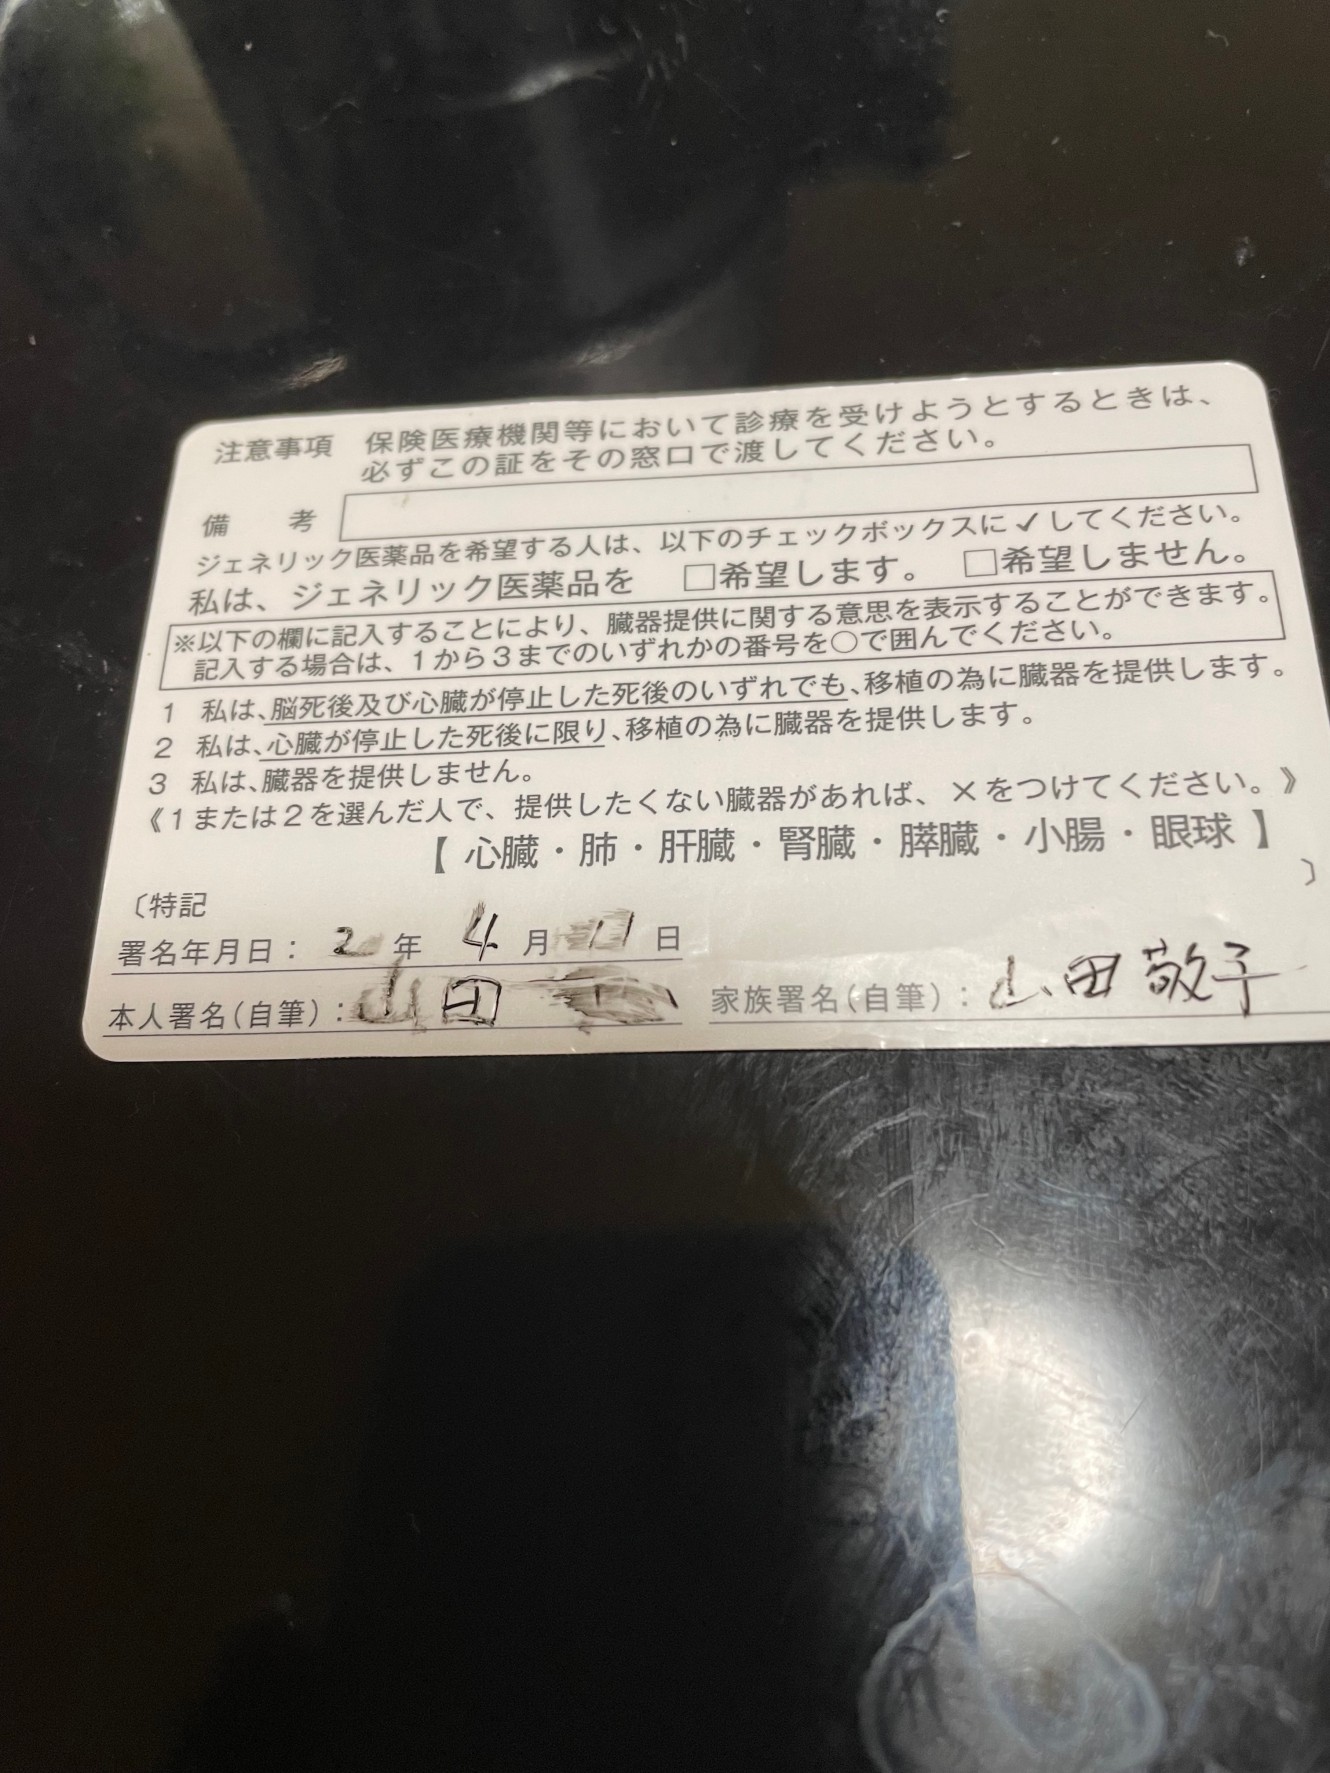 注意事項 保険医療機関等において診療を受けようとするときは、
必ずこの証をその窓口で渡してください。
備 考
ジェネリック医薬品を希望する人は、以下のチェックボックスに✓してください。
私は、ジェネリック医薬品を □希望します。 □希望しません。
※以下の欄に記入することにより、臓器提供に関する意思を表示することができます。
記入する場合は、1から3までのいずれかの番号を○で囲んでください。
1 私は、脳死後及び心臓が停止した死後のいずれでも、移植の為に臓器を提供します。
2 私は、心臓が停止した死後に限り、移植の為に臓器を提供します。
3 私は、臓器を提供しません。
《1または2を選んだ人で、提供したくない臓器があれば、×をつけてください。》
【 心臓・肺・肝臓・腎臓・膵臓・小腸・眼球 】
〔特記 〕
署名年月日： 年 4 月 日
本人署名(自筆)： 山田 家族署名(自筆)： 山田 敬子